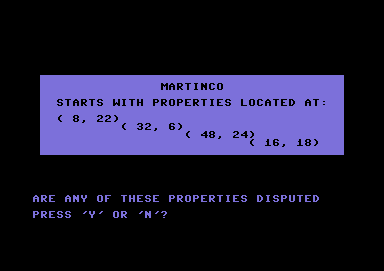 MARTINCO
STARTS WITH PROPERTIES LOCATED AT:
( 8, 22)
( 32, 6)
( 48, 24)
( 16, 18)
ARE ANY OF THESE PROPERTIES DISPUTED
PRESS 'Y' OR 'N'?